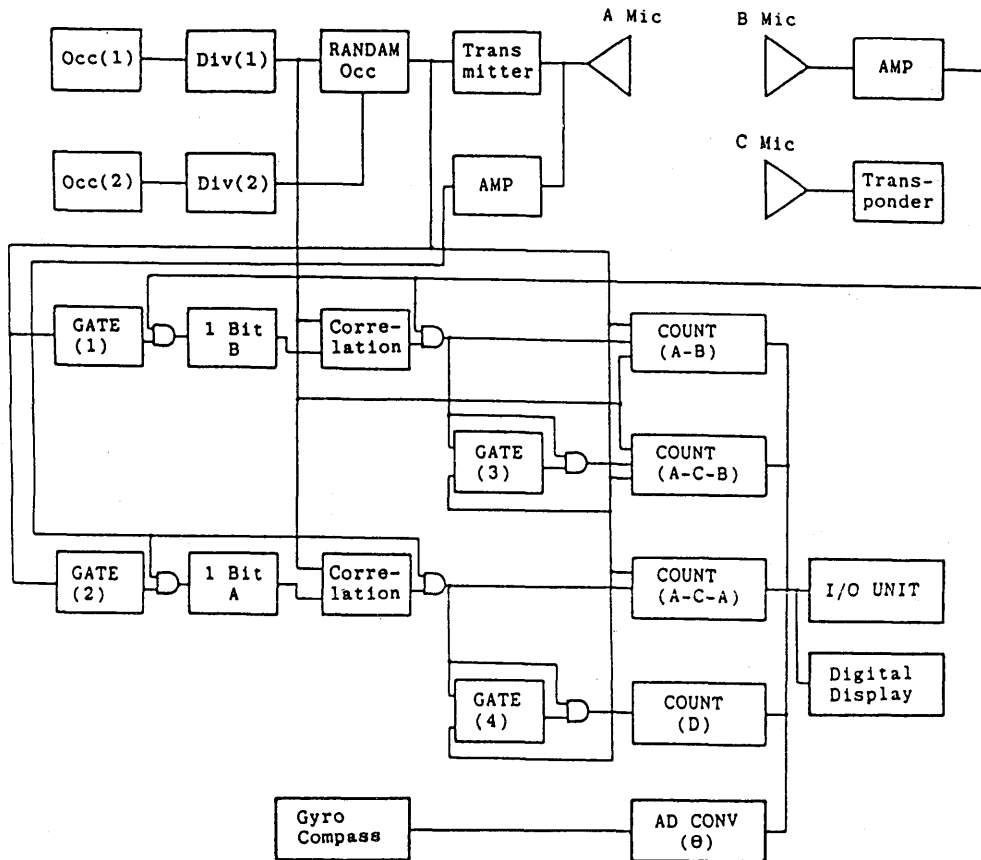 A Mic
B Mic
Occ(1)
Div(1)
RANDAM
Occ
Trans
mitter
AMP
C Mic
Occ(2)
Div(2)
AMP
Trans-
ponder
GATE
(1)
1 Bit
B
Corre-
lation
COUNT
(A-B)
GATE
(3)
COUNT
(A-C-B)
GATE
(2)
1 Bit
A
Corre-
lation
COUNT
(A-C-A)
I/O UNIT
GATE
(4)
COUNT
(D)
Digital
Display
Gyro
Compass
AD CONV
(θ)